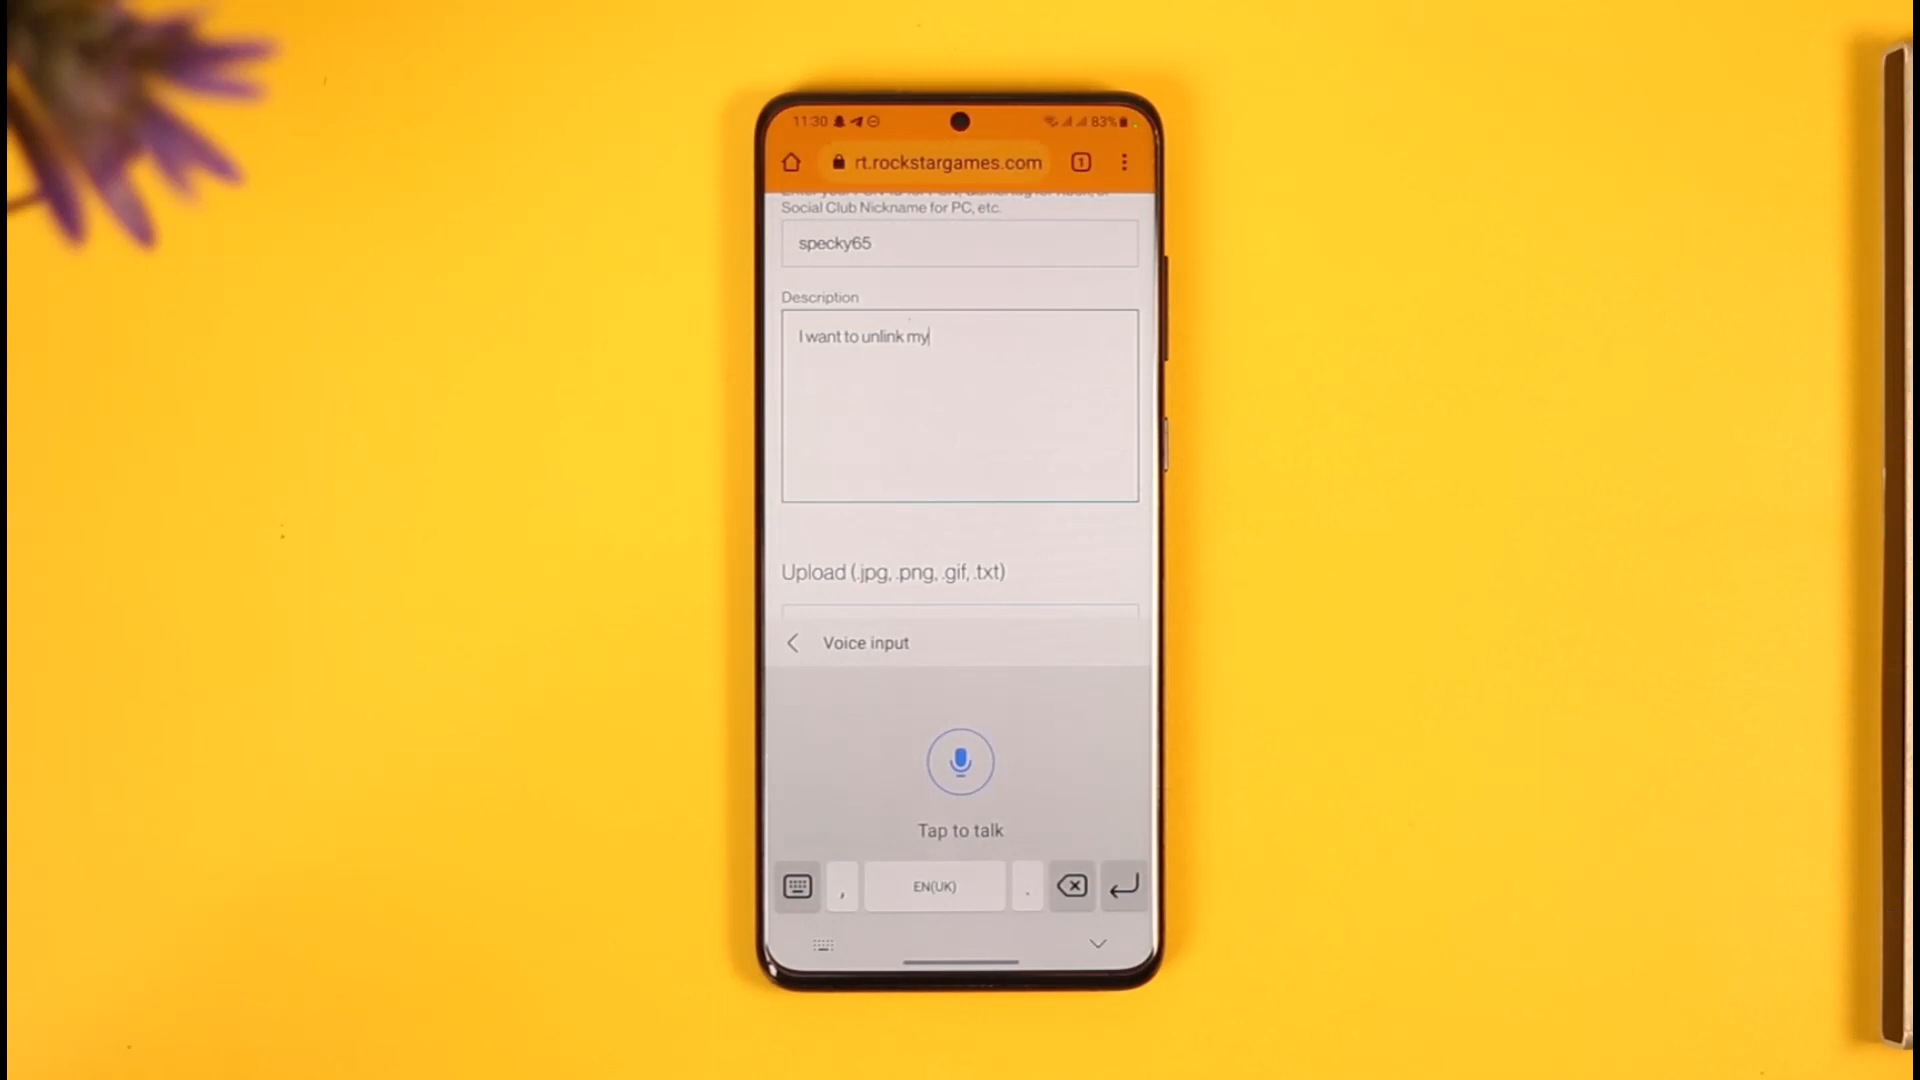 11:30 83%
rt.rockstargames.com 1
Social Club Nickname for PC, etc.
specky65
Description
I want to unlink my
Upload (.jpg, .png, .gif, .txt)
Voice input
Tap to talk
, EN(UK) .